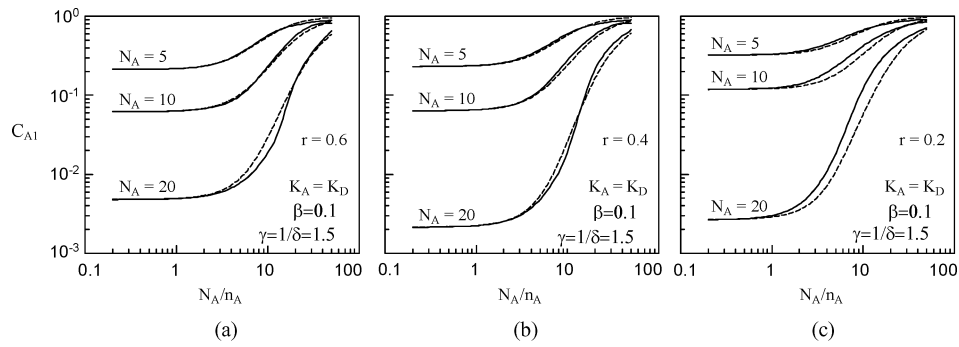 C_A1
10^0
10^-1
10^-2
10^-3
N_A = 5
N_A = 10
N_A = 20
r = 0.6
K_A = K_D
β=0.1
γ=1/δ=1.5
0.1 1 10 100
N_A/n_A
(a)
N_A = 5
N_A = 10
N_A = 20
r = 0.4
K_A = K_D
β=0.1
γ=1/δ=1.5
0.1 1 10 100
N_A/n_A
(b)
N_A = 5
N_A = 10
N_A = 20
r = 0.2
K_A = K_D
β=0.1
γ=1/δ=1.5
0.1 1 10 100
N_A/n_A
(c)